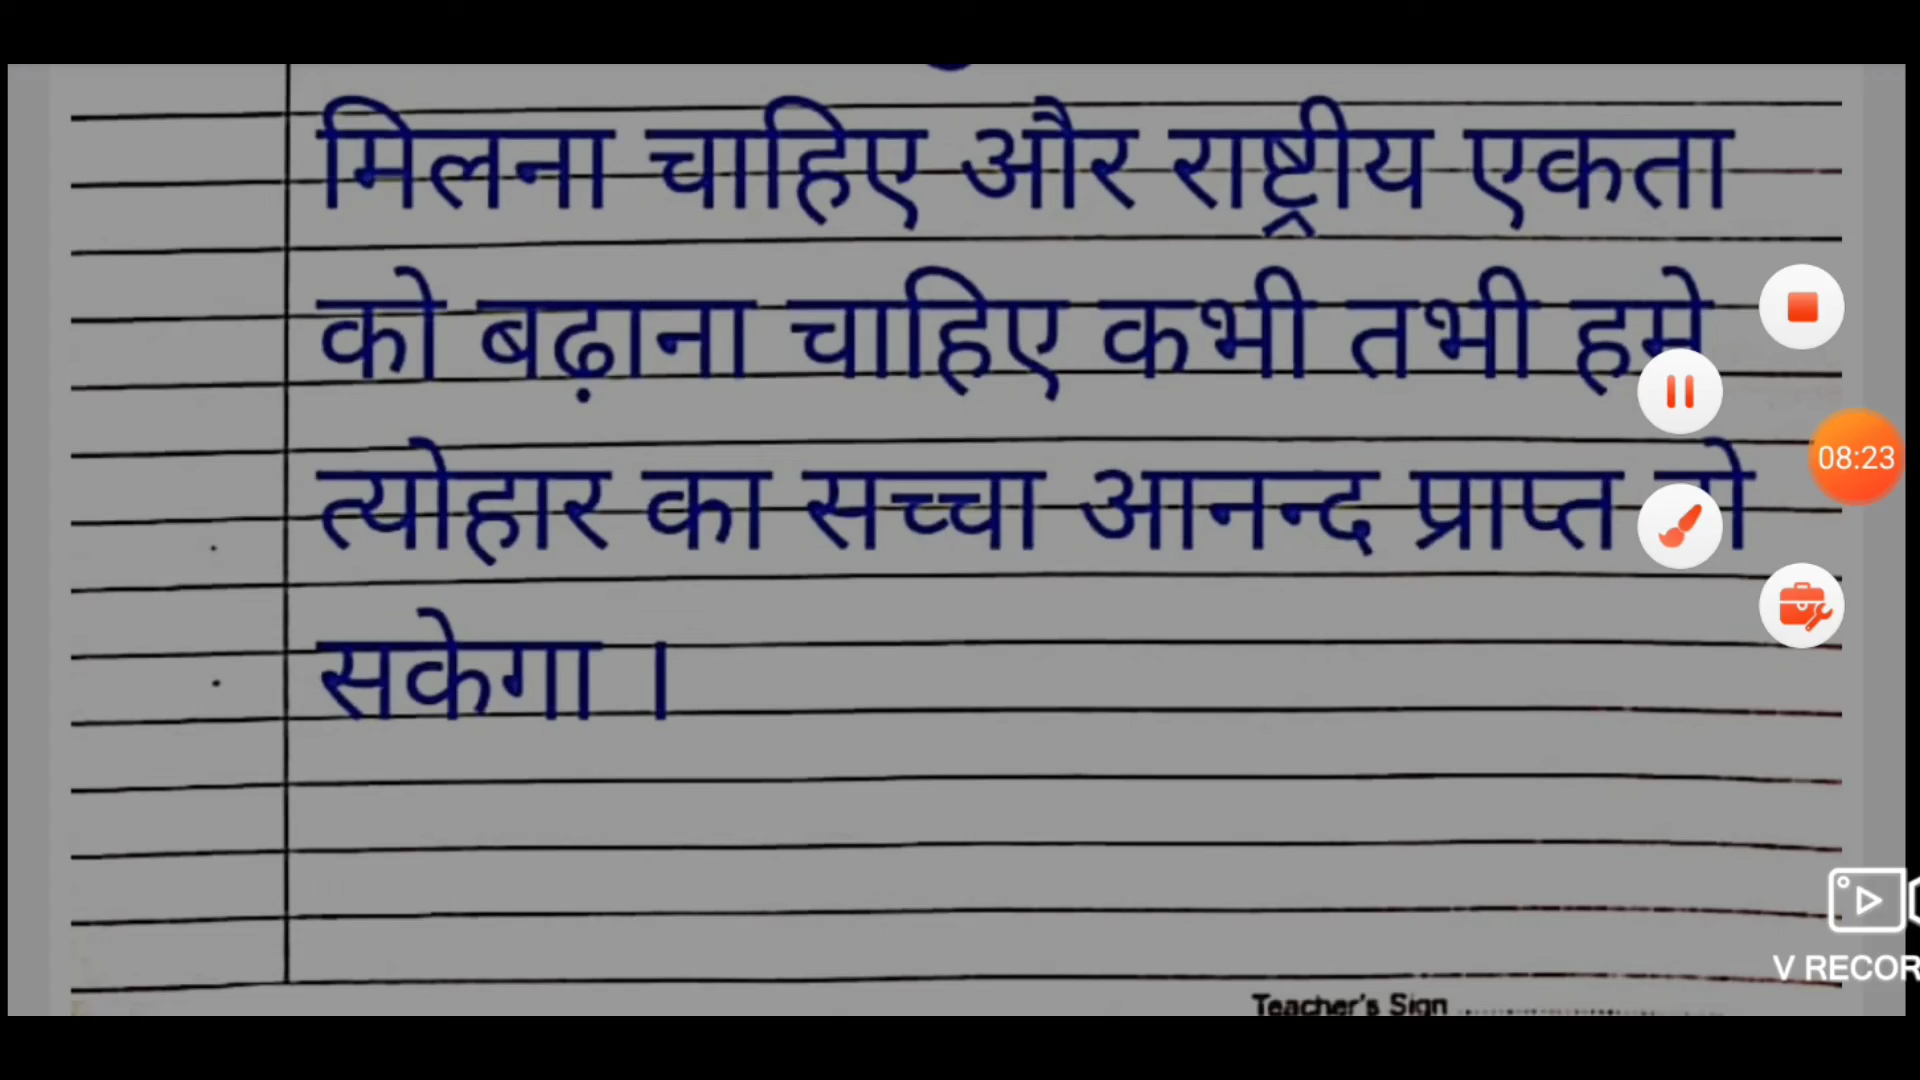 मिलना चाहिए और राष्ट्रीय एकता
को बढ़ाना चाहिए कभी तभी हमे
त्योहार का सच्चा आनन्द प्राप्त
सकेगा ।
08:23
V RECOR
Teacher's Sign